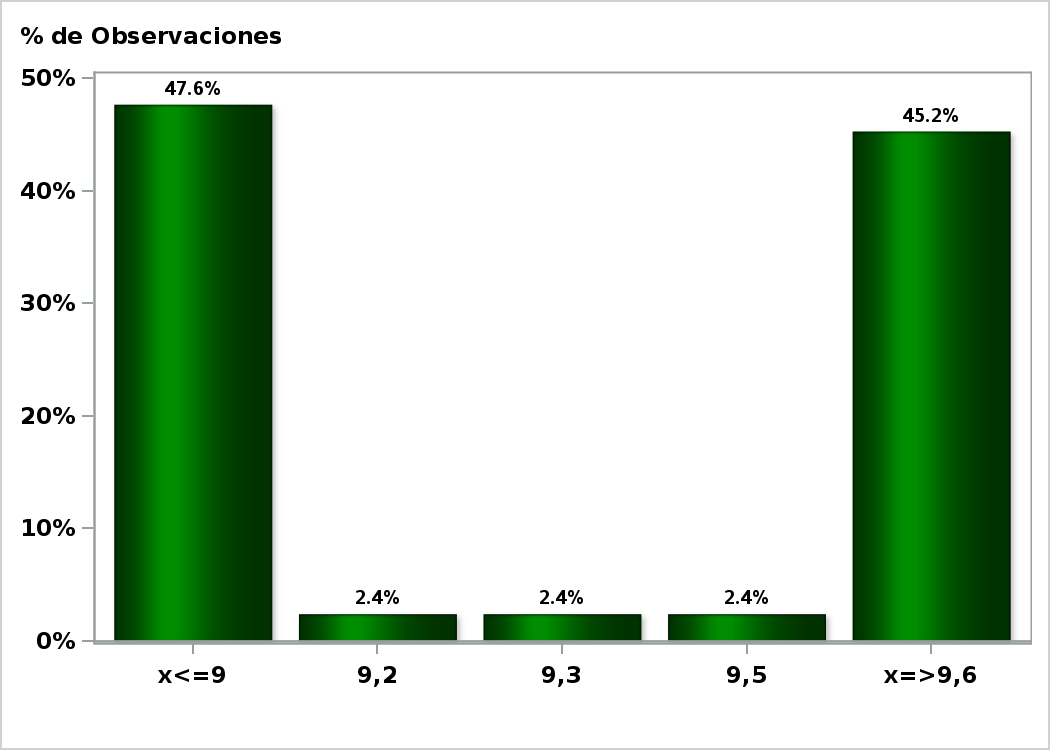 % de Observaciones
50%
47.6%
45.2%
40%
30%
20%
10%
2.4% 2.4% 2.4%
0%
x<=9 9,2 9,3 9,5 x=>9,6